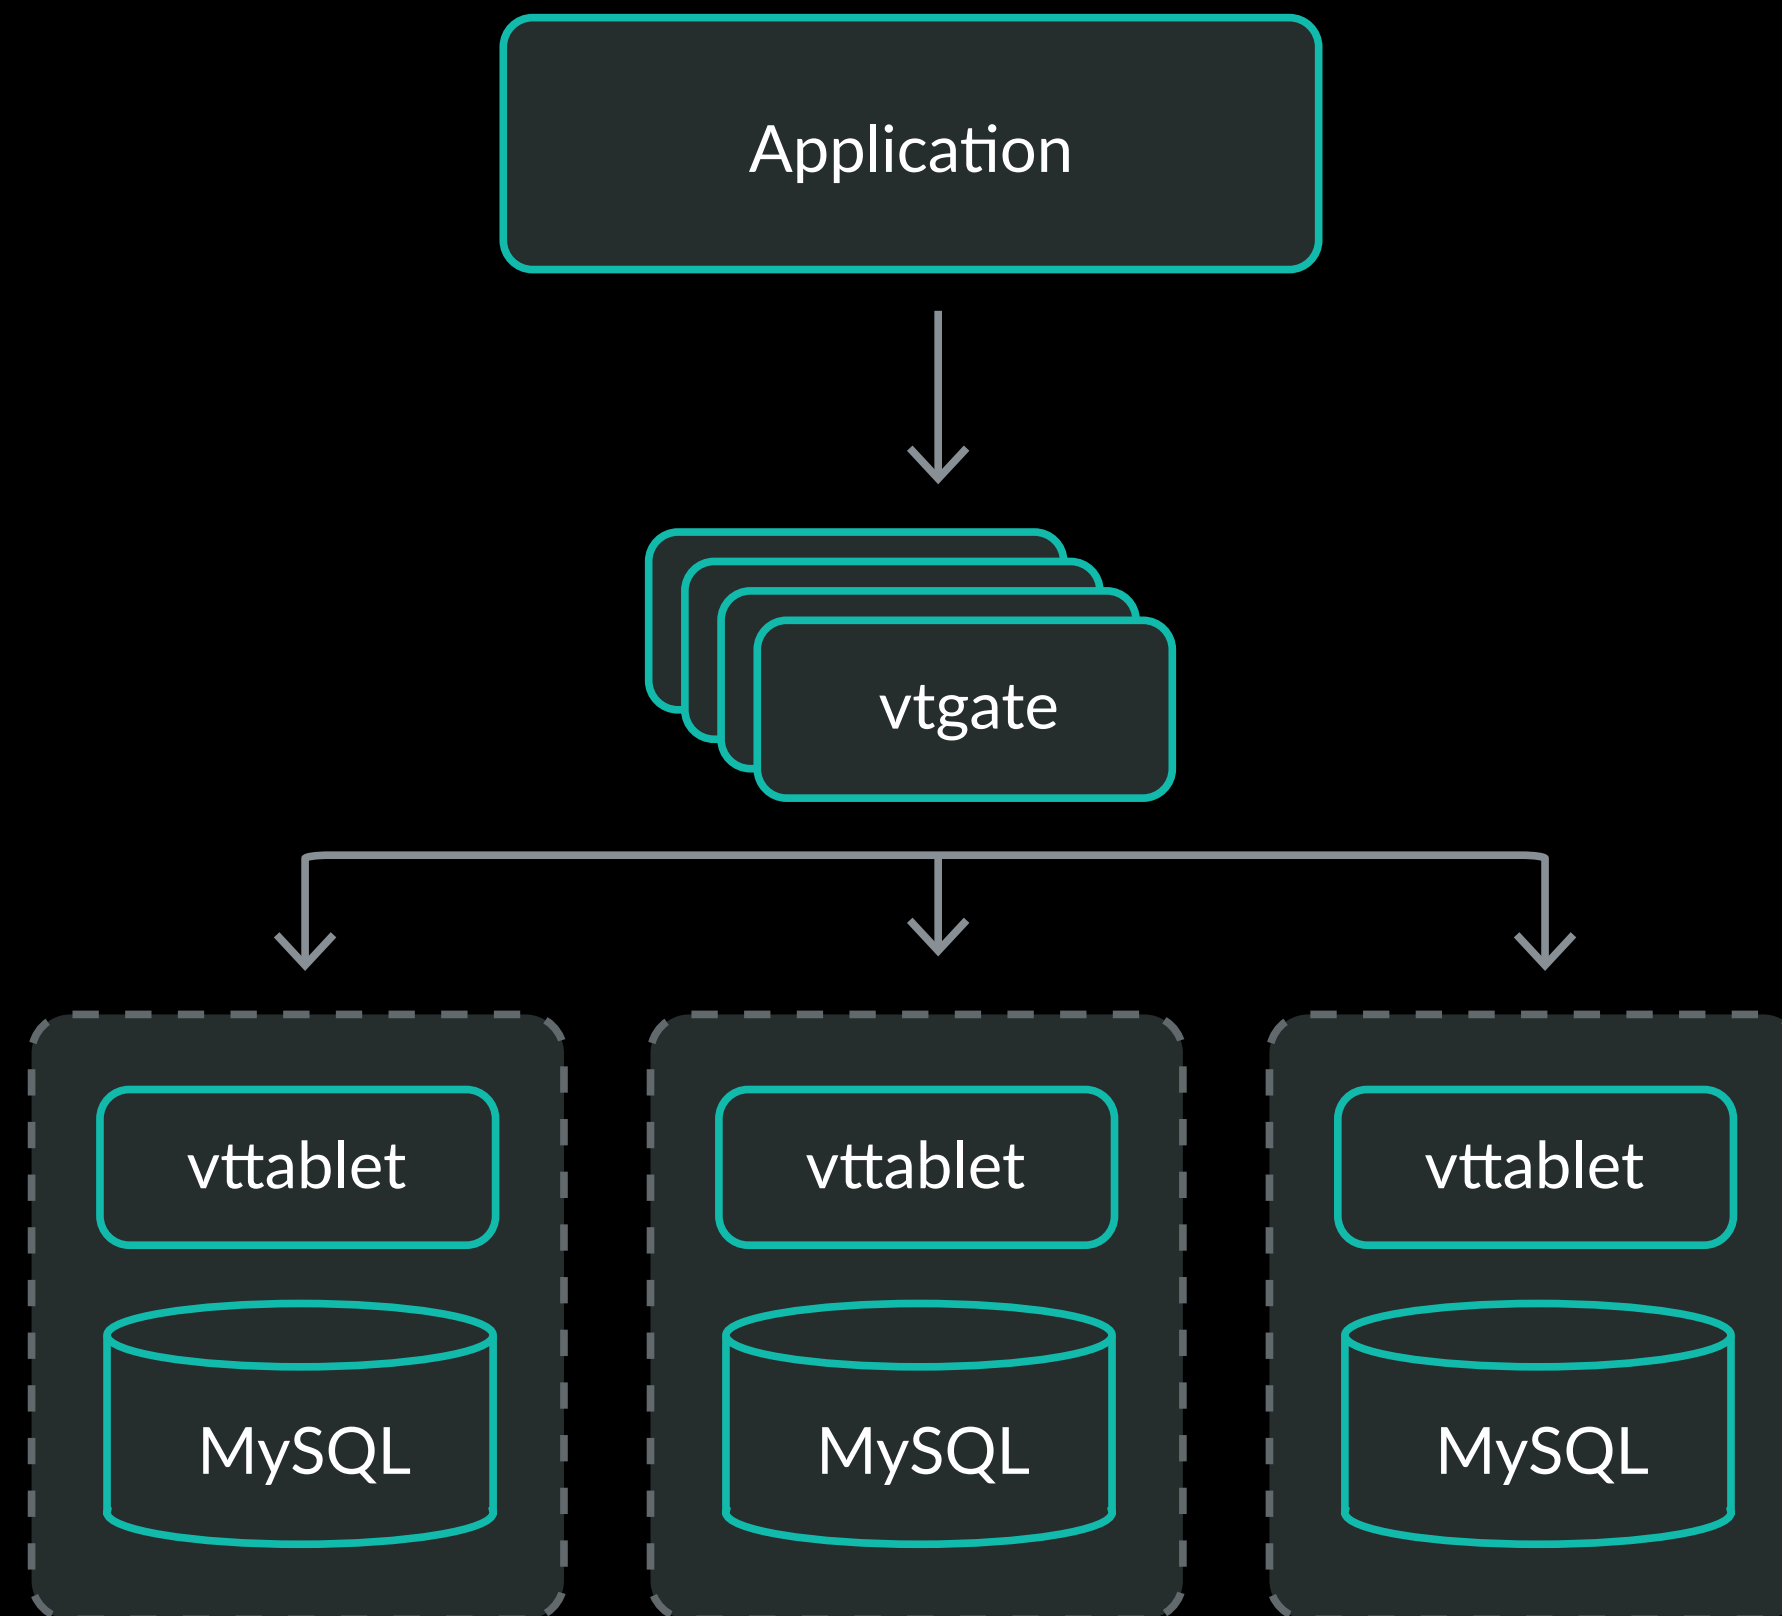 Application
vtgate
vttablet
vttablet
vttablet
MySQL
MySQL
MySQL